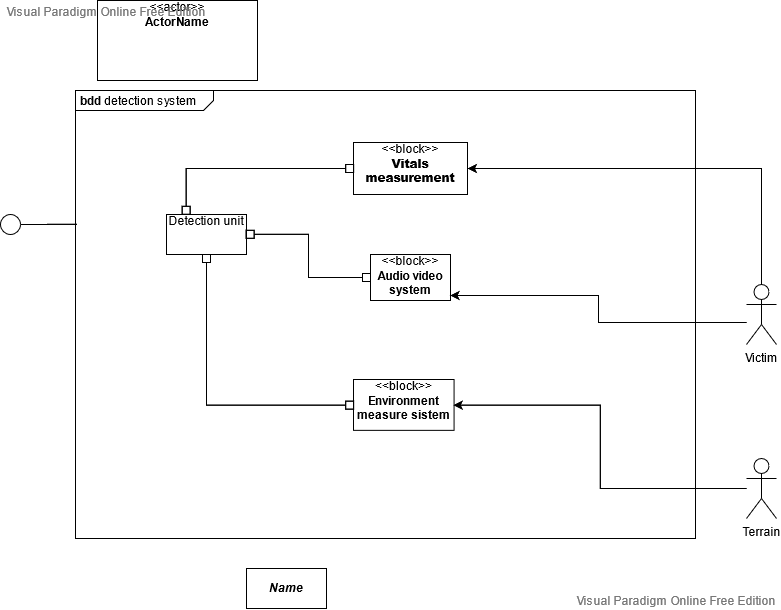 Visual Paradigm Online Free Edition
<<actor>>
ActorName
bdd detection system
<<block>>
Vitals
measurement
Detection unit
<<block>>
Audio video
system
Victim
<<block>>
Environment
measure sistem
Terrain
Name
Visual Paradigm Online Free Edition